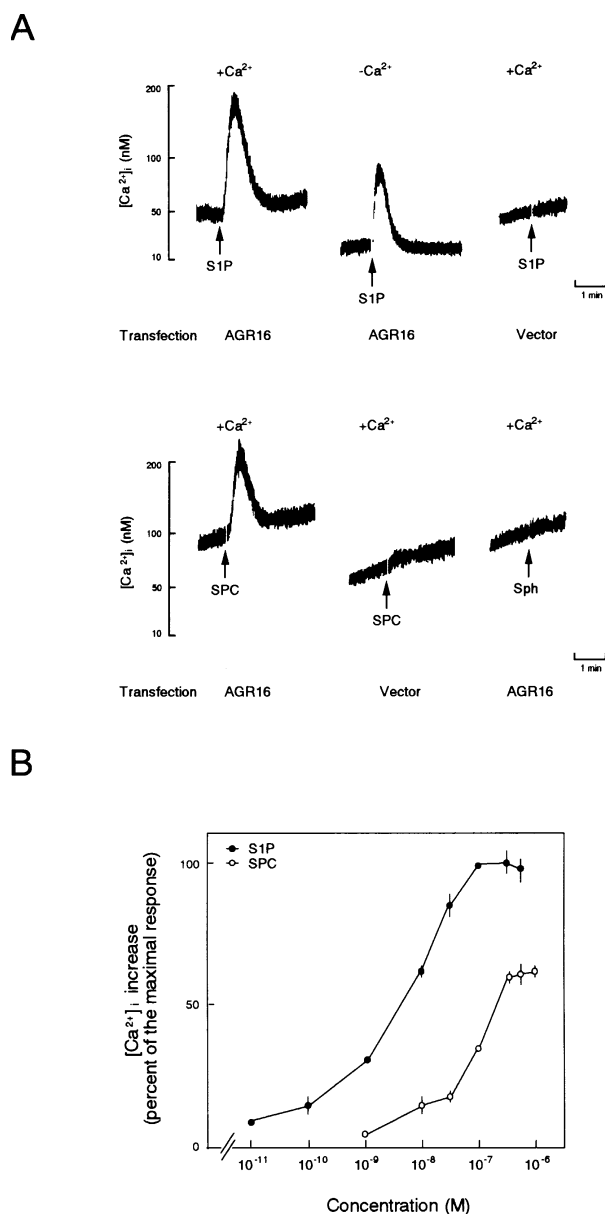 A
+Ca²⁺ -Ca²⁺ +Ca²⁺
[Ca²⁺]ᵢ (nM)
200
100
50
10
S1P S1P S1P
1 min
Transfection AGR16 AGR16 Vector
+Ca²⁺ +Ca²⁺ +Ca²⁺
[Ca²⁺]ᵢ (nM)
200
100
50
10
SPC SPC Sph
1 min
Transfection AGR16 Vector AGR16
B
S1P
SPC
[Ca²⁺]ᵢ increase
(percent of the maximal response)
100
50
0
10⁻¹¹ 10⁻¹⁰ 10⁻⁹ 10⁻⁸ 10⁻⁷ 10⁻⁶
Concentration (M)